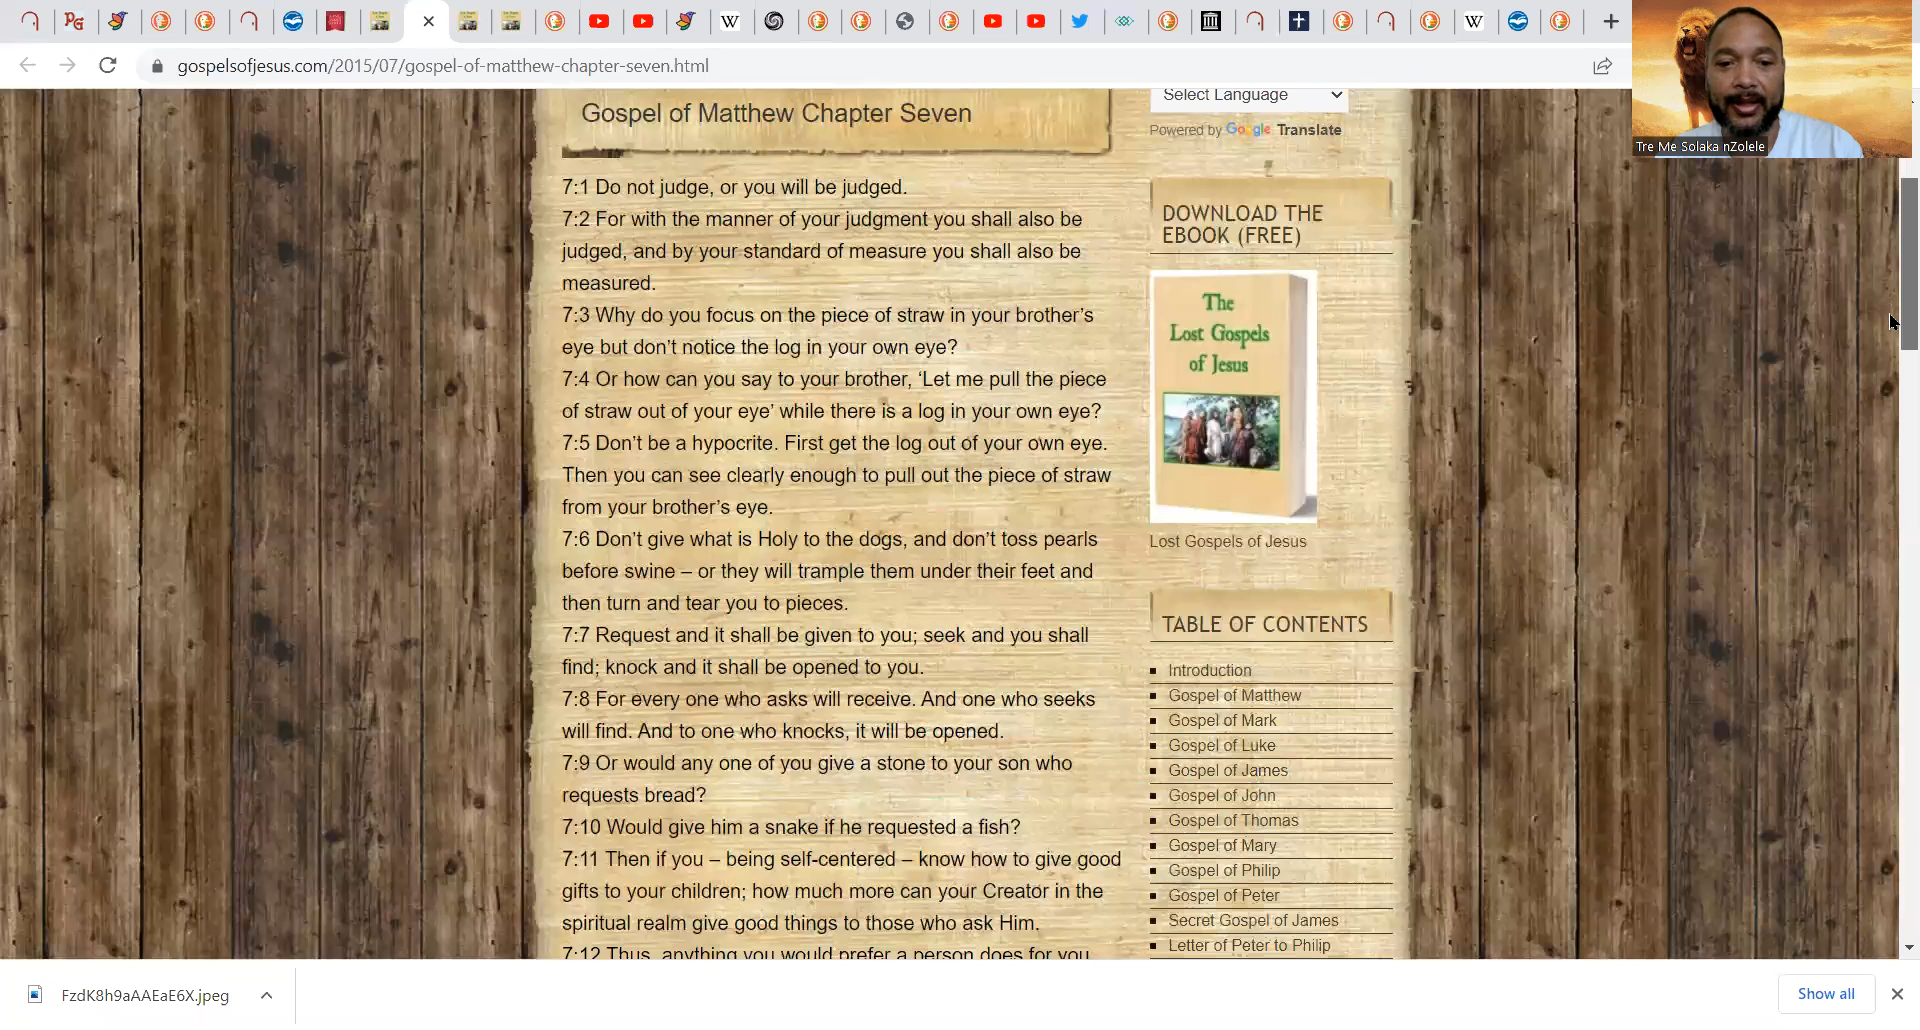 gospelsofjesus.com/2015/07/gospel-of-matthew-chapter-seven.html
Tre Me Solaka nZolele
Gospel of Matthew Chapter Seven
7:1 Do not judge, or you will be judged.
7:2 For with the manner of your judgment you shall also be
judged, and by your standard of measure you shall also be
measured.
7:3 Why do you focus on the piece of straw in your brother’s
eye but don’t notice the log in your own eye?
7:4 Or how can you say to your brother, ‘Let me pull the piece
of straw out of your eye’ while there is a log in your own eye?
7:5 Don’t be a hypocrite. First get the log out of your own eye.
Then you can see clearly enough to pull out the piece of straw
from your brother’s eye.
7:6 Don’t give what is Holy to the dogs, and don’t toss pearls
before swine – or they will trample them under their feet and
then turn and tear you to pieces.
7:7 Request and it shall be given to you; seek and you shall
find; knock and it shall be opened to you.
7:8 For every one who asks will receive. And one who seeks
will find. And to one who knocks, it will be opened.
7:9 Or would any one of you give a stone to your son who
requests bread?
7:10 Would give him a snake if he requested a fish?
7:11 Then if you – being self-centered – know how to give good
gifts to your children; how much more can your Creator in the
spiritual realm give good things to those who ask Him.
7:12 Thus, anything you would prefer a person does for you,
Select Language
Powered by Google Translate
DOWNLOAD THE
EBOOK (FREE)
The
Lost Gospels
of Jesus
Lost Gospels of Jesus
TABLE OF CONTENTS
Introduction
Gospel of Matthew
Gospel of Mark
Gospel of Luke
Gospel of James
Gospel of John
Gospel of Thomas
Gospel of Mary
Gospel of Philip
Gospel of Peter
Secret Gospel of James
Letter of Peter to Philip
FzdK8h9aAAEaE6X.jpeg
Show all